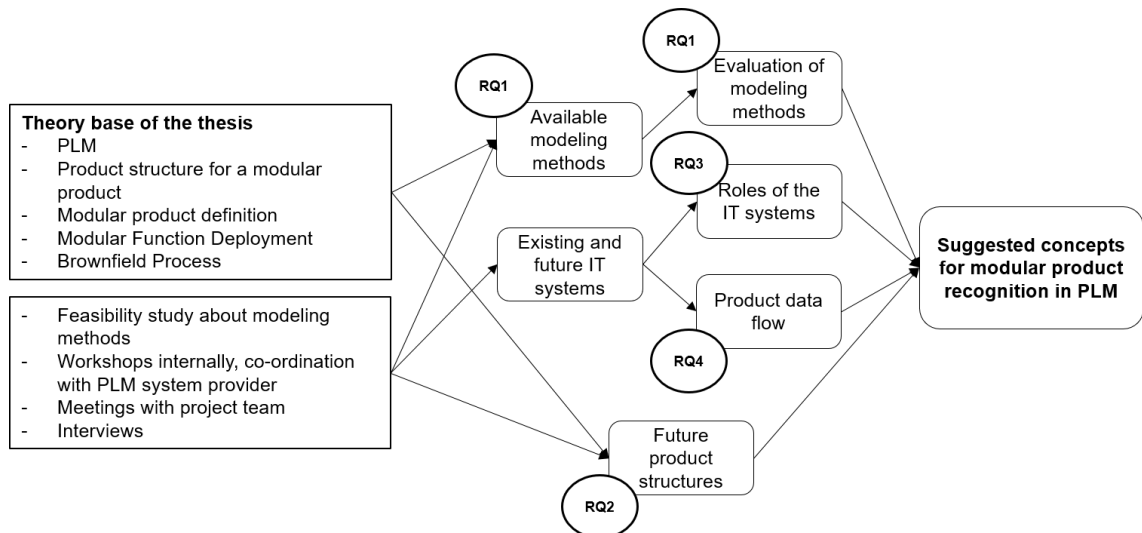 Theory base of the thesis
- PLM
- Product structure for a modular
product
- Modular product definition
- Modular Function Deployment
- Brownfield Process
- Feasibility study about modeling
methods
- Workshops internally, co-ordination
with PLM system provider
- Meetings with project team
- Interviews
RQ1
Available
modeling
methods
Existing and
future IT
systems
RQ1
Evaluation of
modeling
methods
RQ3
Roles of the
IT systems
Product data
flow
RQ4
Future
product
structures
RQ2
Suggested concepts
for modular product
recognition in PLM